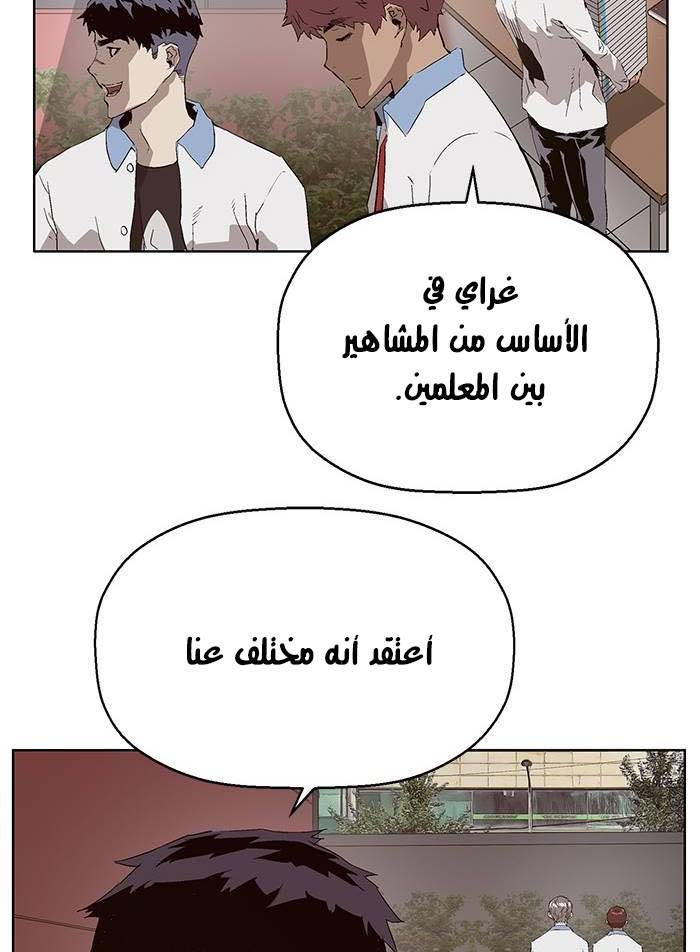 غراي في
الأساس من المشاهير
بين المعلمين.
أعتقد أنه مختلف عنا